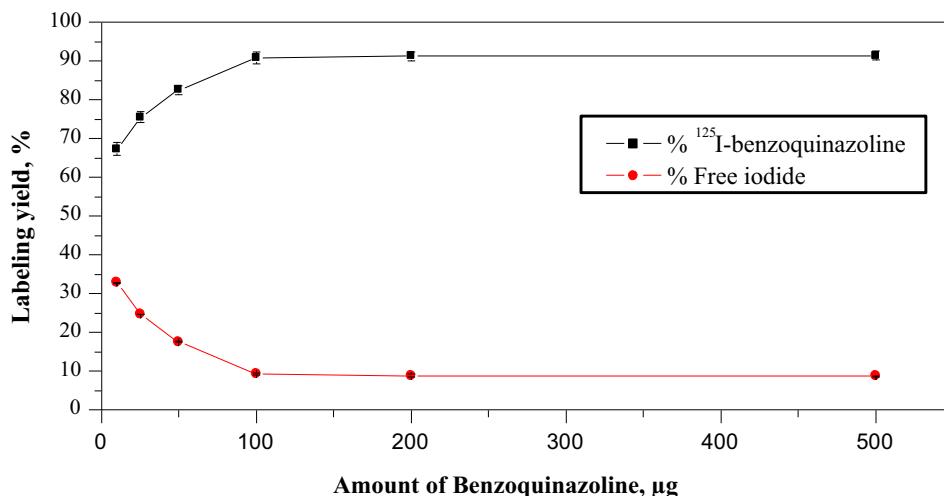 100
90
80
70
60
50
40
30
20
10
0
Labeling yield, %
% ¹²⁵I-benzoquinazoline
% Free iodide
0 100 200 300 400 500
Amount of Benzoquinazoline, µg